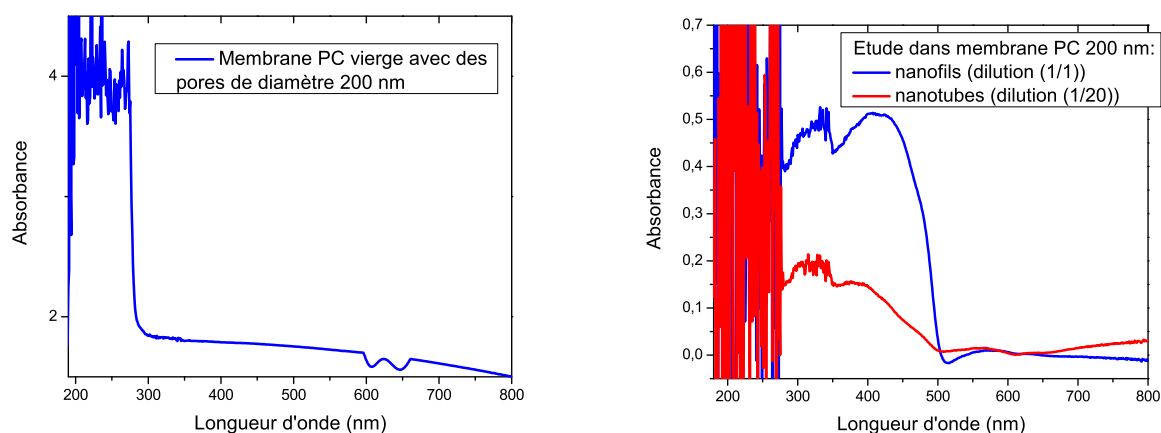 Membrane PC vierge avec des
pores de diamètre 200 nm
4
2
Absorbance
200 300 400 500 600 700 800
Longueur d'onde (nm)
Etude dans membrane PC 200 nm:
nanofils (dilution (1/1))
nanotubes (dilution (1/20))
0,7
0,6
0,5
0,4
0,3
0,2
0,1
0,0
Absorbance
200 300 400 500 600 700 800
Longueur d'onde (nm)